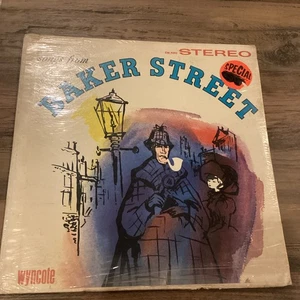 STEREO
songs from
SPECIAL
BAKER STREET
wyncote